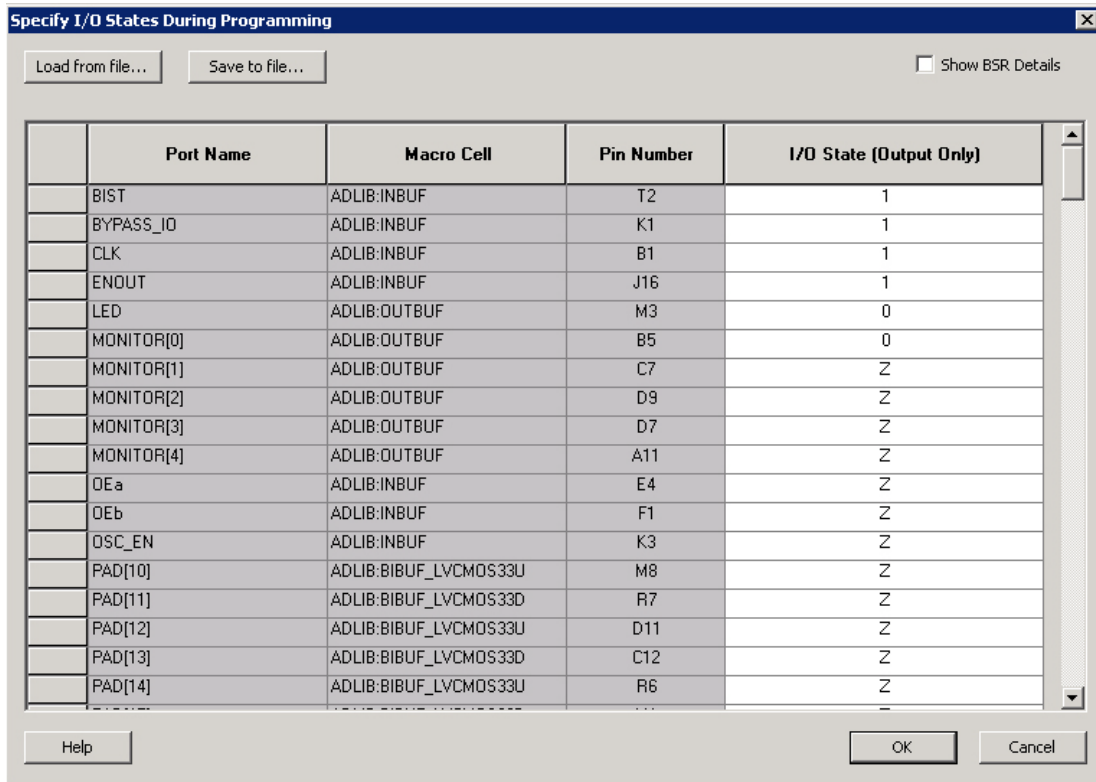 Specify I/O States During Programming
Load from file... Save to file... Show BSR Details
Port Name Macro Cell Pin Number I/O State (Output Only)
BIST ADLIB:INBUF T2 1
BYPASS_IO ADLIB:INBUF K1 1
CLK ADLIB:INBUF B1 1
ENOUT ADLIB:INBUF J16 1
LED ADLIB:OUTBUF M3 0
MONITOR[0] ADLIB:OUTBUF B5 0
MONITOR[1] ADLIB:OUTBUF C7 Z
MONITOR[2] ADLIB:OUTBUF D9 Z
MONITOR[3] ADLIB:OUTBUF D7 Z
MONITOR[4] ADLIB:OUTBUF A11 Z
OEa ADLIB:INBUF E4 Z
OEb ADLIB:INBUF F1 Z
OSC_EN ADLIB:INBUF K3 Z
PAD[10] ADLIB:BIBUF_LVCMOS33U M8 Z
PAD[11] ADLIB:BIBUF_LVCMOS33D R7 Z
PAD[12] ADLIB:BIBUF_LVCMOS33U D11 Z
PAD[13] ADLIB:BIBUF_LVCMOS33D C12 Z
PAD[14] ADLIB:BIBUF_LVCMOS33U R6 Z
Help OK Cancel